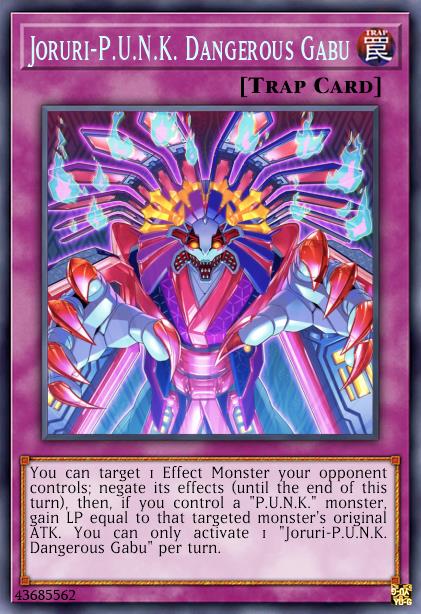 JORURI-P.U.N.K. DANGEROUS GABU
TRAP
罠
[TRAP CARD]
You can target 1 Effect Monster your opponent
controls; negate its effects (until the end of this
turn), then, if you control a "P.U.N.K." monster,
gain LP equal to that targeted monster's original
ATK. You can only activate 1 "Joruri-P.U.N.K.
Dangerous Gabu" per turn.
43685562